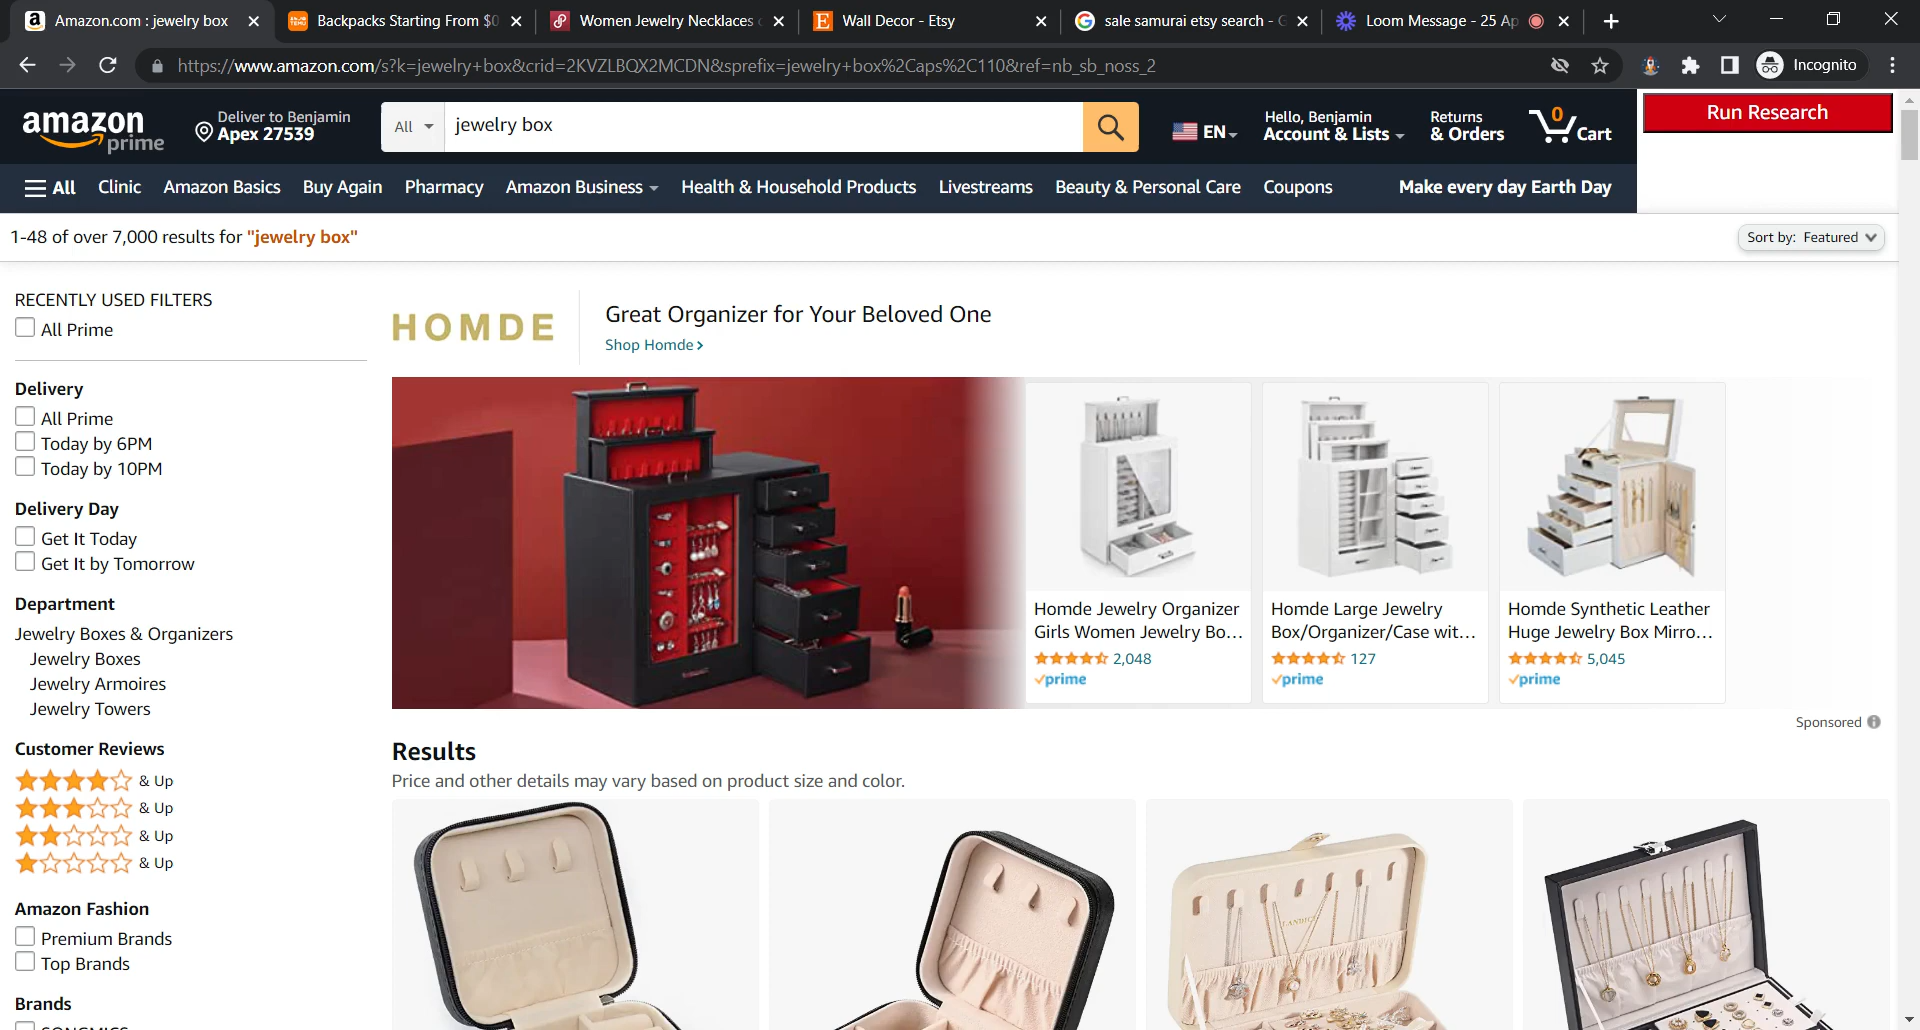 Amazon.com : jewelry box
Backpacks Starting From $0
Women Jewelry Necklaces
Wall Decor - Etsy
sale samurai etsy search - G
Loom Message - 25 Ap
https://www.amazon.com/s?k=jewelry+box&crid=2KVZLBQX2MCDN&sprefix=jewelry+box%2Caps%2C110&ref=nb_sb_noss_2
Incognito
amazon
prime
Deliver to Benjamin
Apex 27539
All
jewelry box
EN
Hello, Benjamin
Account & Lists
Returns
& Orders
0
Cart
Run Research
All
Clinic
Amazon Basics
Buy Again
Pharmacy
Amazon Business
Health & Household Products
Livestreams
Beauty & Personal Care
Coupons
Make every day Earth Day
1-48 of over 7,000 results for "jewelry box"
Sort by: Featured
RECENTLY USED FILTERS
All Prime
Delivery
All Prime
Today by 6PM
Today by 10PM
Delivery Day
Get It Today
Get It by Tomorrow
Department
Jewelry Boxes & Organizers
Jewelry Boxes
Jewelry Armoires
Jewelry Towers
Customer Reviews
& Up
& Up
& Up
& Up
Amazon Fashion
Premium Brands
Top Brands
Brands
SONGMICS
HOMDE
Great Organizer for Your Beloved One
Shop Homde ›
Homde Jewelry Organizer
Girls Women Jewelry Bo...
2,048
prime
Homde Large Jewelry
Box/Organizer/Case wit...
127
prime
Homde Synthetic Leather
Huge Jewelry Box Mirro...
5,045
prime
Sponsored
Results
Price and other details may vary based on product size and color.